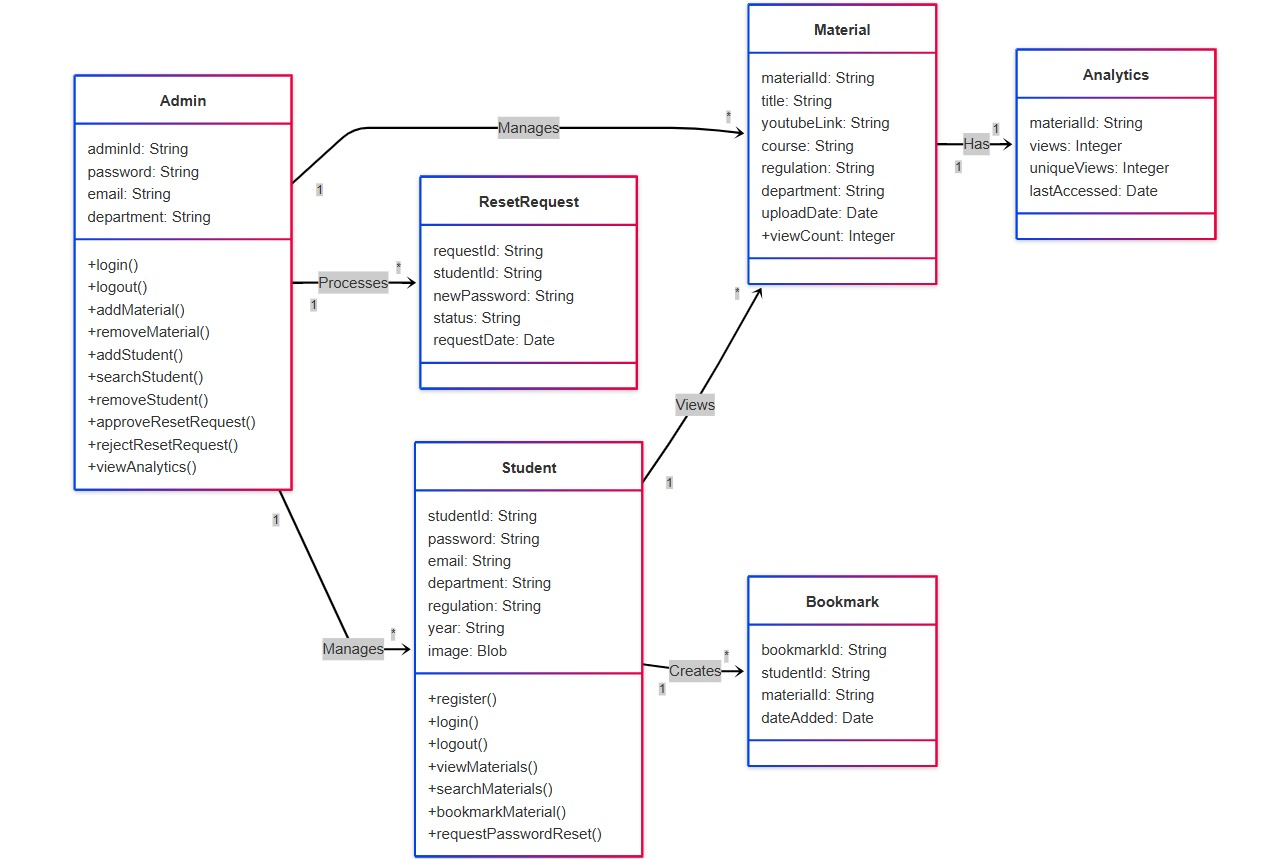 Admin
adminId: String
password: String
email: String
department: String
+login()
+logout()
+addMaterial()
+removeMaterial()
+addStudent()
+searchStudent()
+removeStudent()
+approveResetRequest()
+rejectResetRequest()
+viewAnalytics()
1
Manages
*
1
Processes
*
1
Manages
*
ResetRequest
requestId: String
studentId: String
newPassword: String
status: String
requestDate: Date
Student
studentId: String
password: String
email: String
department: String
regulation: String
year: String
image: Blob
+register()
+login()
+logout()
+viewMaterials()
+searchMaterials()
+bookmarkMaterial()
+requestPasswordReset()
1
Views
*
1
Creates
*
Material
materialId: String
title: String
youtubeLink: String
course: String
regulation: String
department: String
uploadDate: Date
+viewCount: Integer
1
Has
1
Analytics
materialId: String
views: Integer
uniqueViews: Integer
lastAccessed: Date
Bookmark
bookmarkId: String
studentId: String
materialId: String
dateAdded: Date